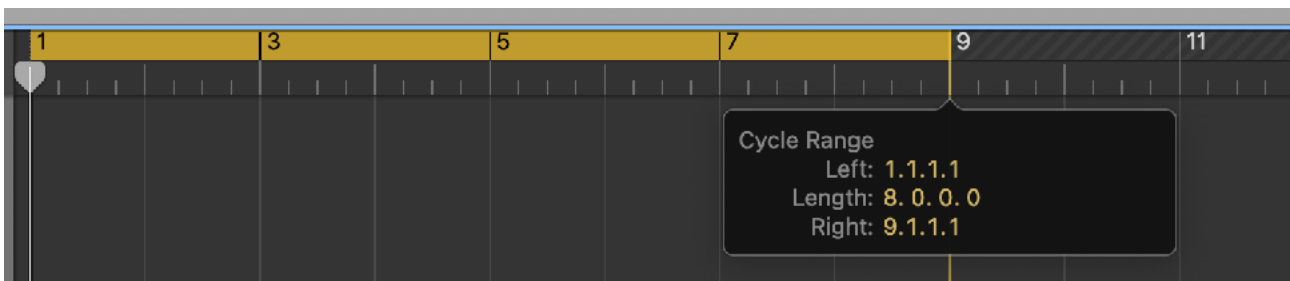 1 3 5 7 9 11
Cycle Range
Left: 1.1.1.1
Length: 8. 0. 0. 0
Right: 9.1.1.1